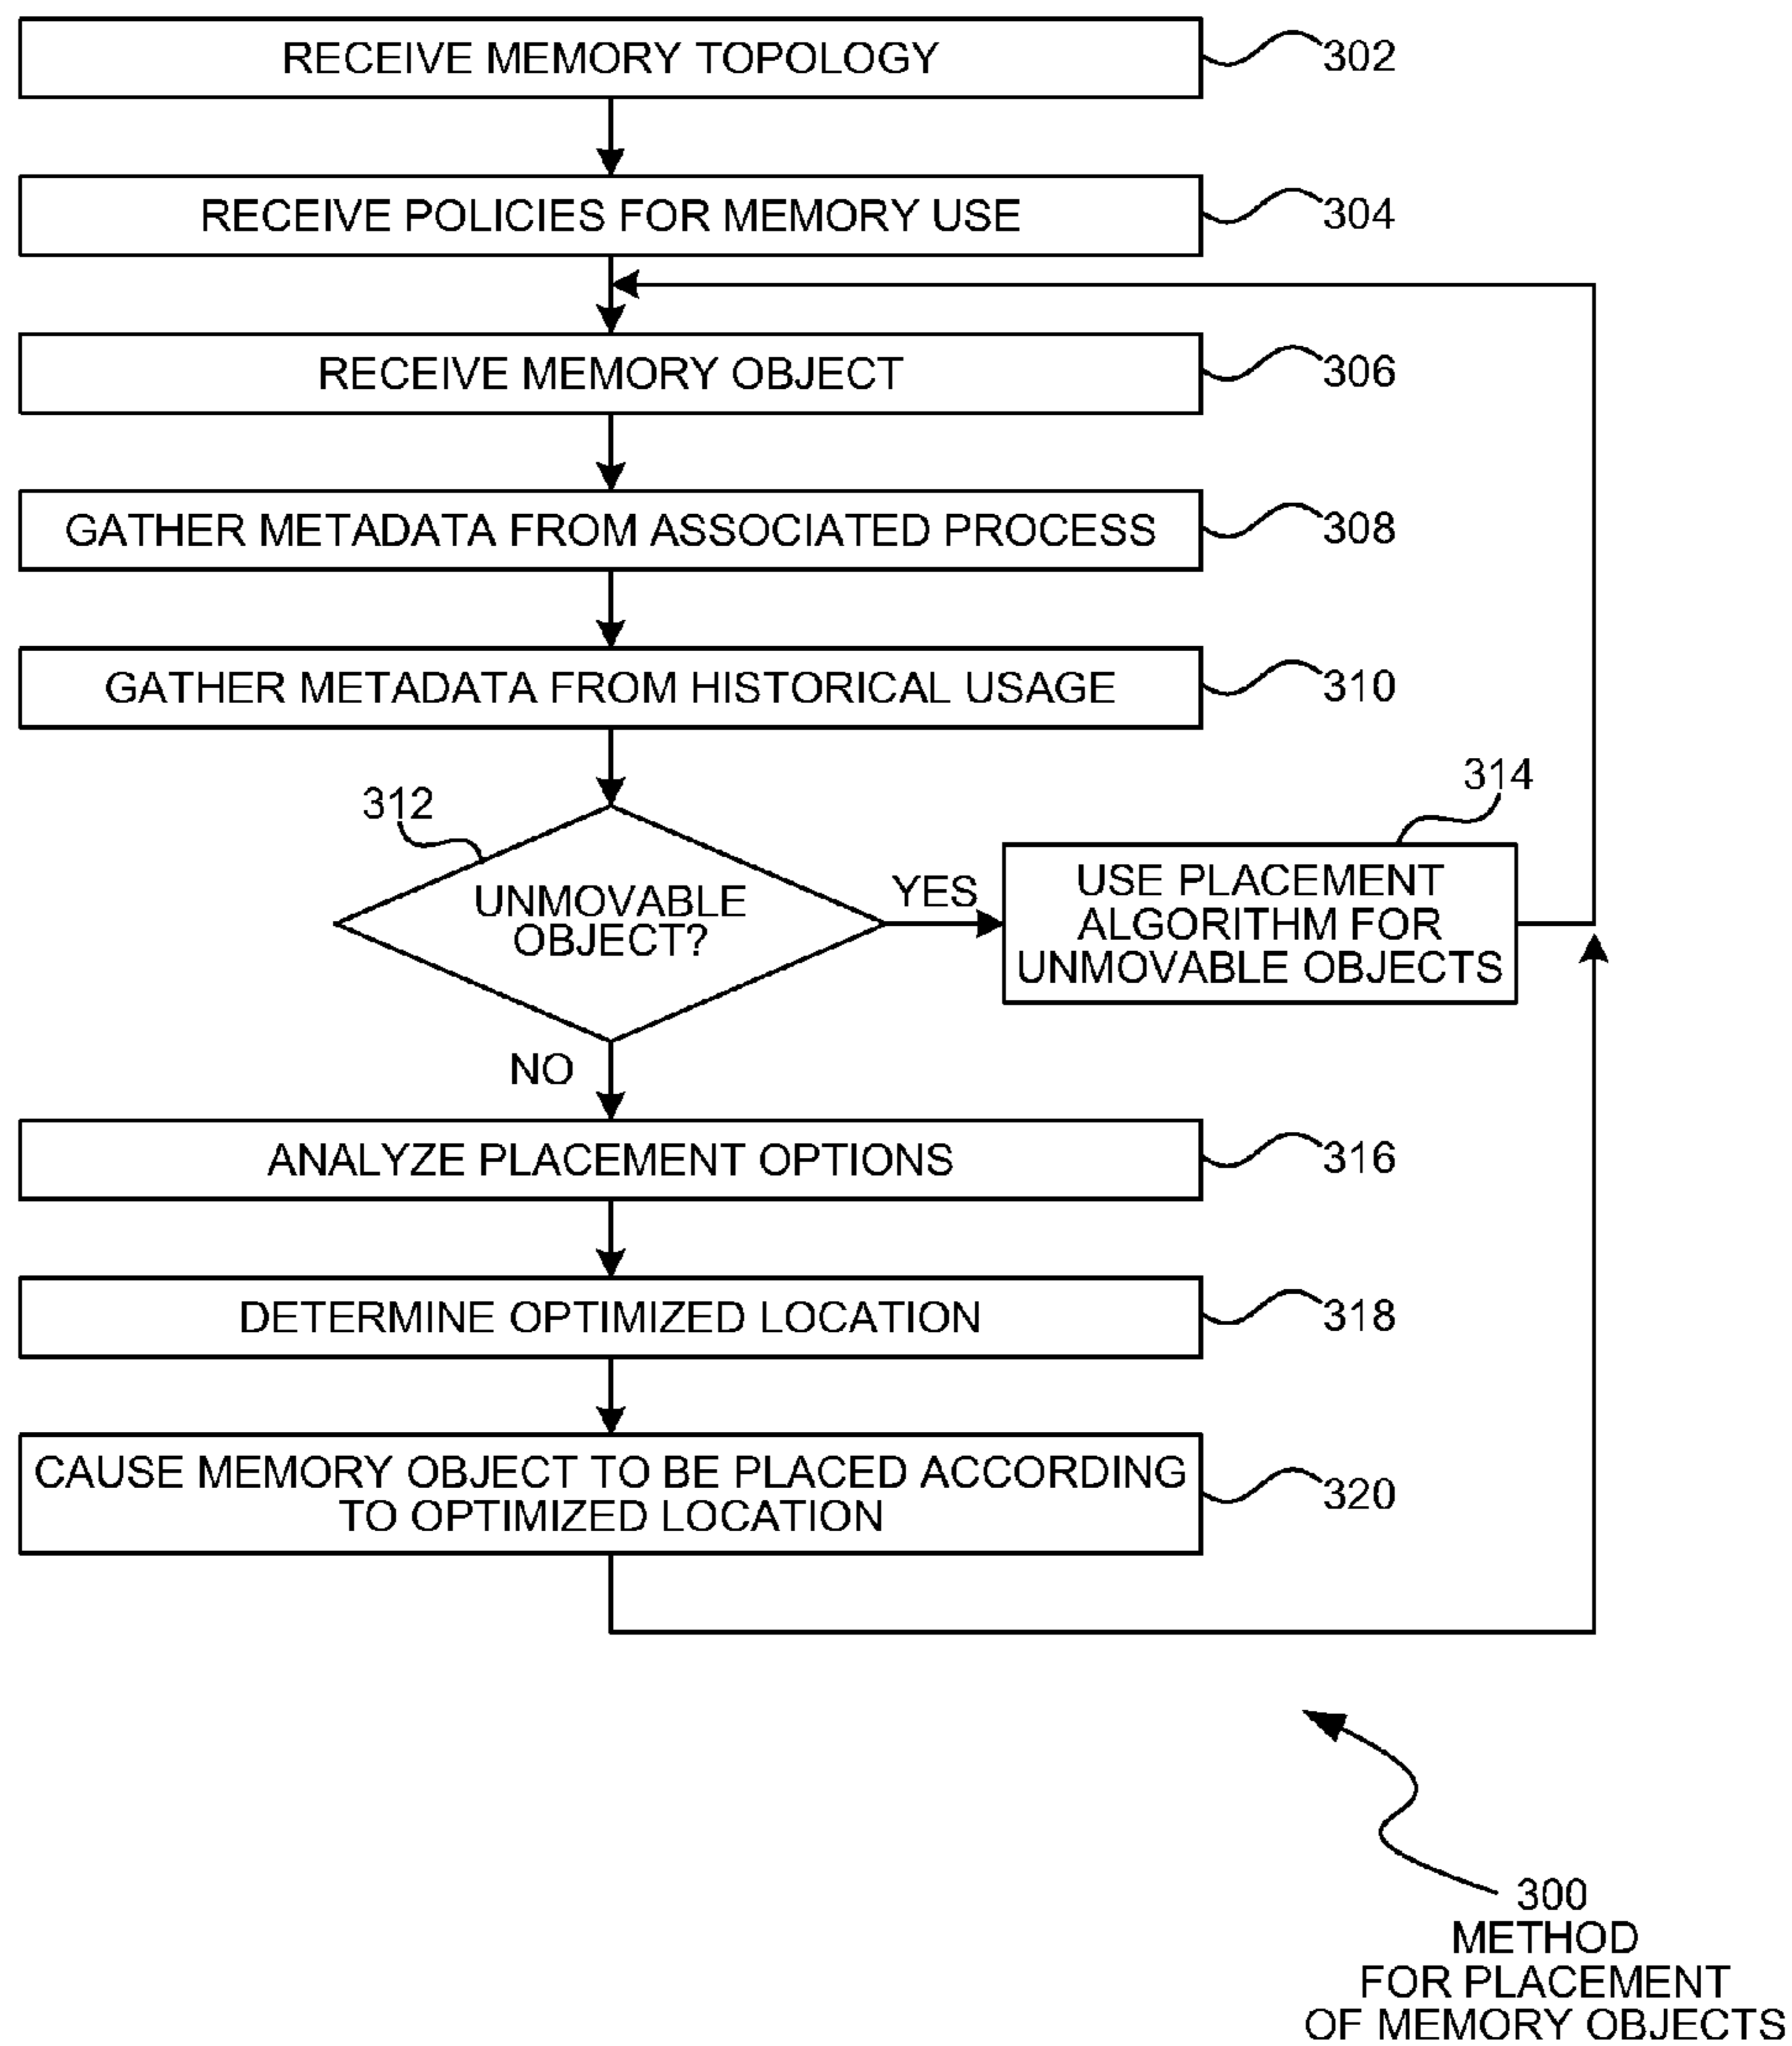 RECEIVE MEMORY TOPOLOGY
302
RECEIVE POLICIES FOR MEMORY USE
304
RECEIVE MEMORY OBJECT
306
GATHER METADATA FROM ASSOCIATED PROCESS
308
GATHER METADATA FROM HISTORICAL USAGE
310
312
UNMOVABLE
OBJECT?
YES
314
USE PLACEMENT
ALGORITHM FOR
UNMOVABLE OBJECTS
NO
ANALYZE PLACEMENT OPTIONS
316
DETERMINE OPTIMIZED LOCATION
318
CAUSE MEMORY OBJECT TO BE PLACED ACCORDING
TO OPTIMIZED LOCATION
320
300
METHOD
FOR PLACEMENT
OF MEMORY OBJECTS